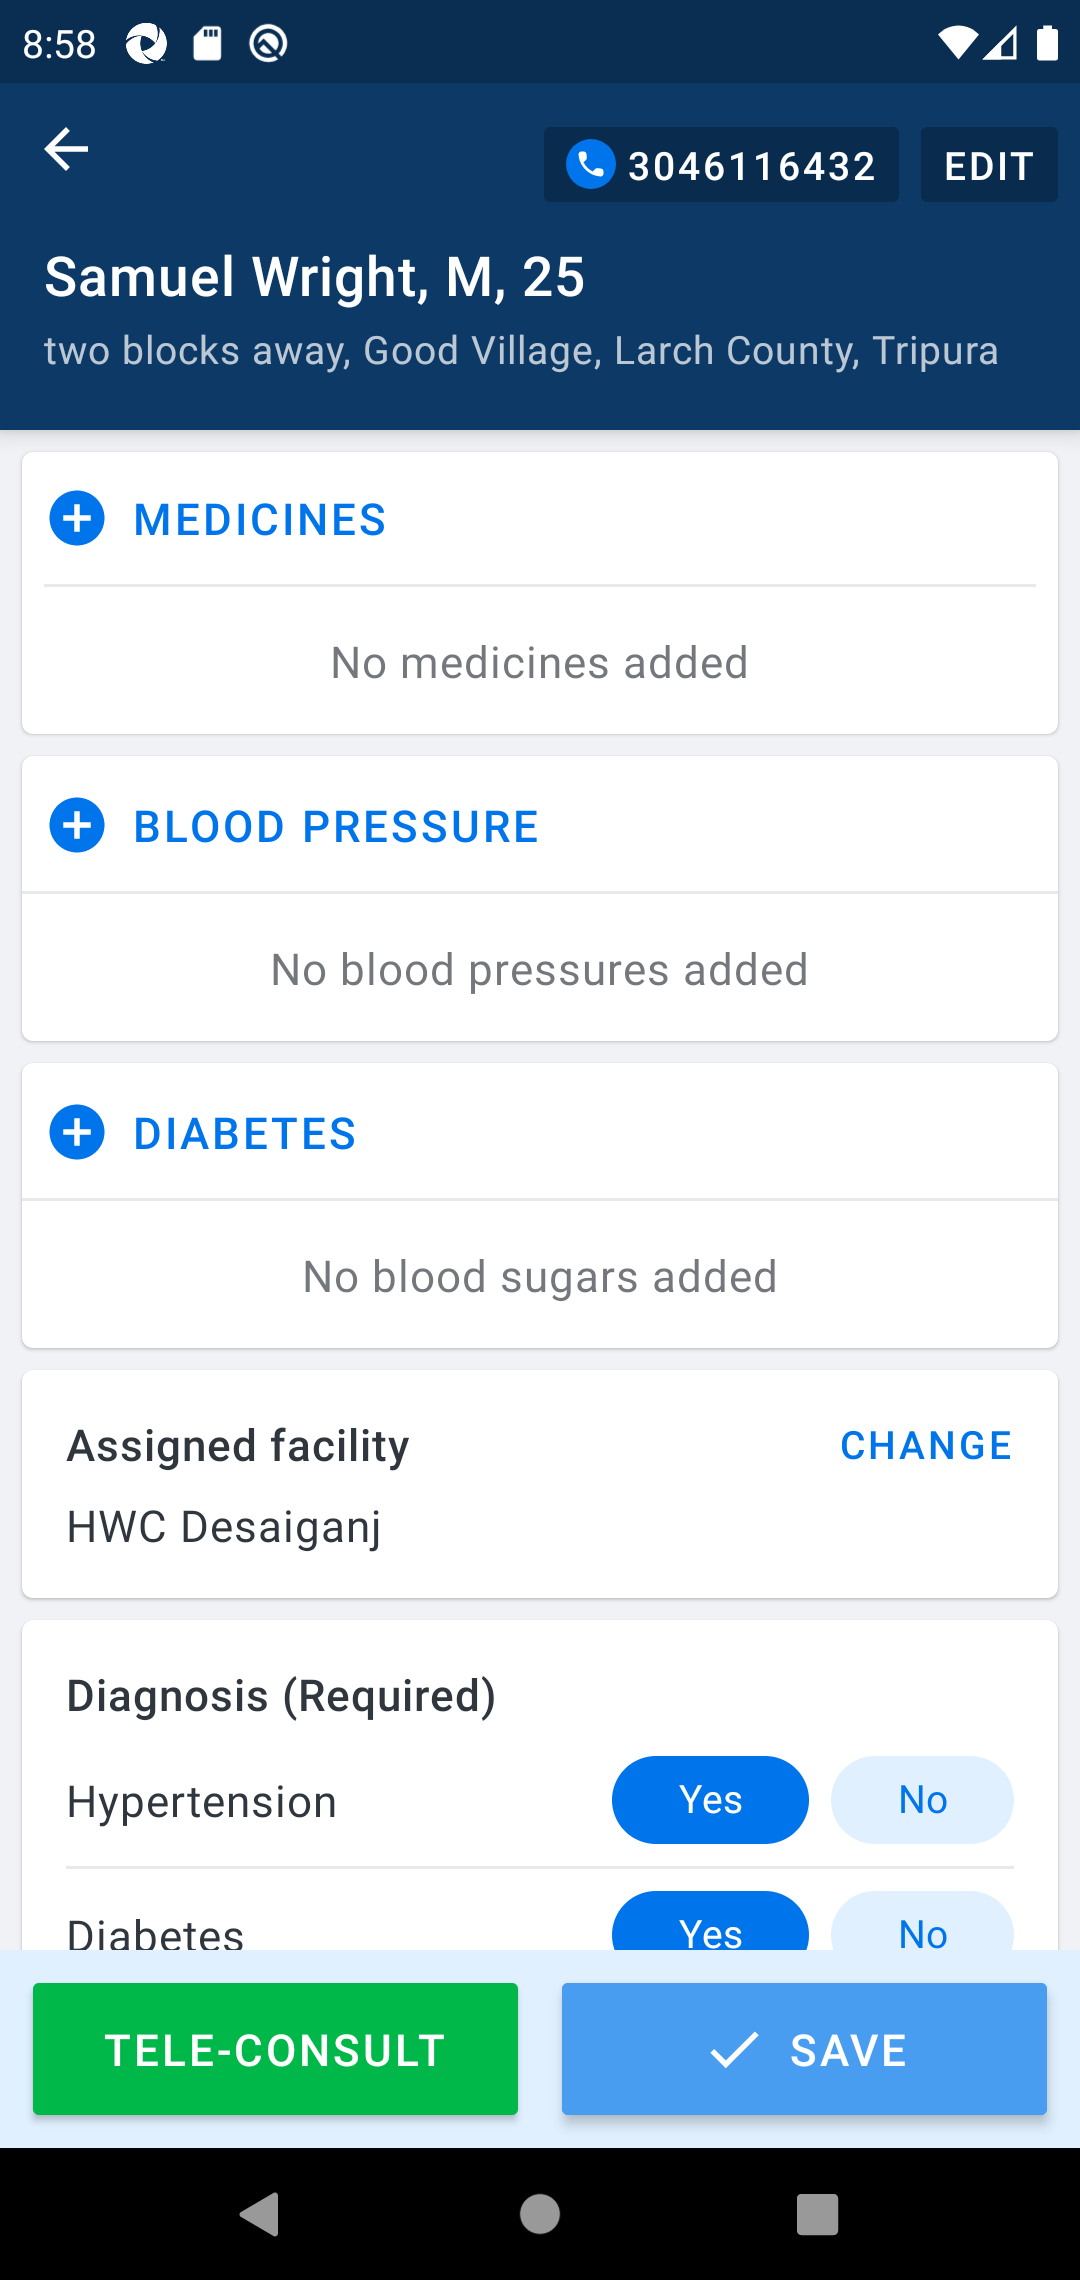 8:58
3046116432
EDIT
Samuel Wright, M, 25
two blocks away, Good Village, Larch County, Tripura
MEDICINES
No medicines added
BLOOD PRESSURE
No blood pressures added
DIABETES
No blood sugars added
Assigned facility
CHANGE
HWC Desaiganj
Diagnosis (Required)
Hypertension Yes No
Diabetes Yes No
TELE-CONSULT
SAVE